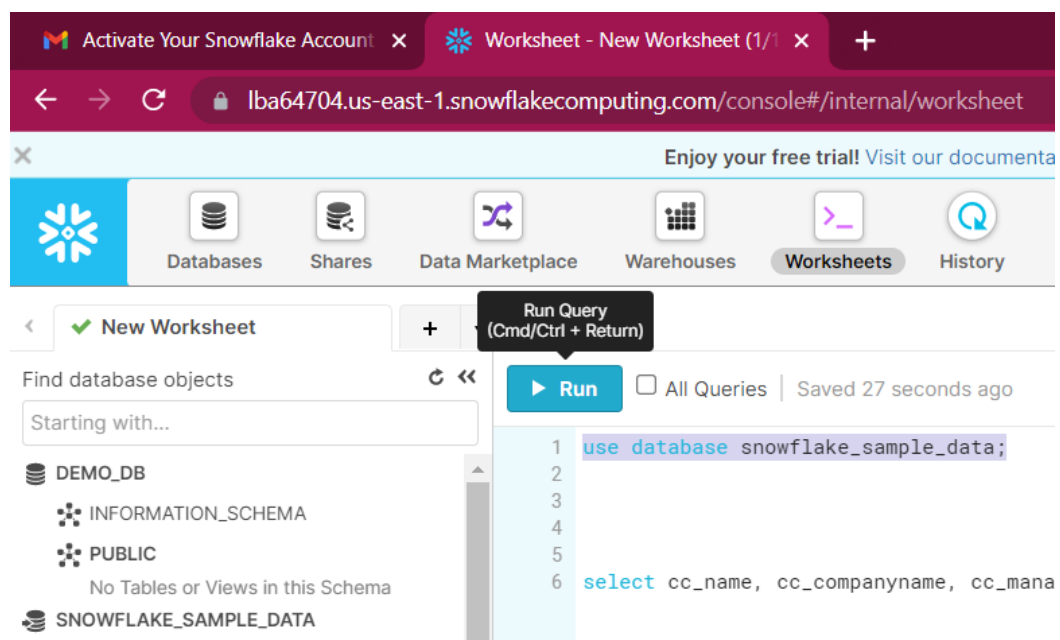 Activate Your Snowflake Account
Worksheet - New Worksheet (1/1
lba64704.us-east-1.snowflakecomputing.com/console#/internal/worksheet
Enjoy your free trial! Visit our documenta
Databases Shares Data Marketplace Warehouses Worksheets History
Run Query
(Cmd/Ctrl + Return)
New Worksheet
Find database objects
Starting with...
DEMO_DB
INFORMATION_SCHEMA
PUBLIC
No Tables or Views in this Schema
SNOWFLAKE_SAMPLE_DATA
Run All Queries Saved 27 seconds ago
1 use database snowflake_sample_data;
2
3
4
5
6 select cc_name, cc_companyname, cc_mana